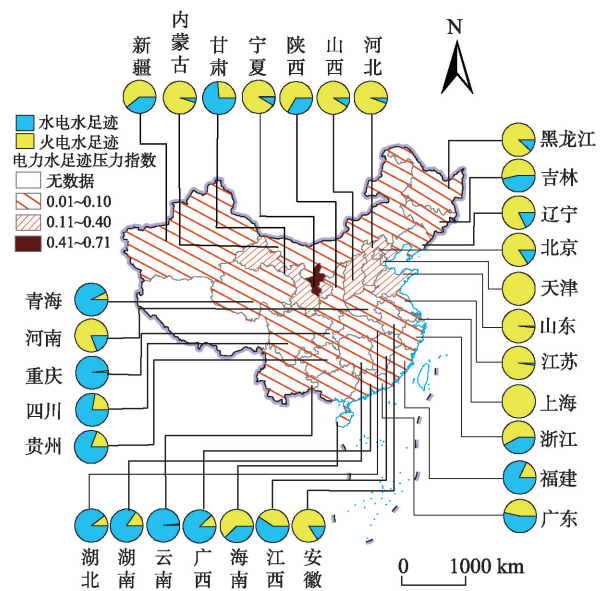 N
新疆
内蒙古
甘肃
宁夏
陕西
山西
河北
水电水足迹
火电水足迹
电力水足迹压力指数
无数据
0.01~0.10
0.11~0.40
0.41~0.71
黑龙江
吉林
辽宁
北京
天津
山东
江苏
上海
浙江
福建
广东
青海
河南
重庆
四川
贵州
湖北
湖南
云南
广西
海南
江西
安徽
0 1000 km